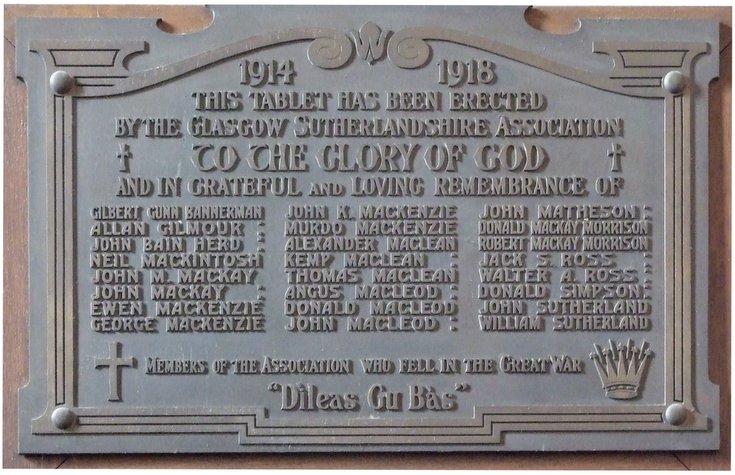 W
1914 1918
THIS TABLET HAS BEEN ERECTED
BY THE GLASGOW SUTHERLANDSHIRE ASSOCIATION
TO THE GLORY OF GOD
AND IN GRATEFUL AND LOVING REMEMBRANCE OF
GILBERT GUNN BANNERMAN
ALLAN GILMOUR :
JOHN BAIN HERD :
NEIL MACKINTOSH
JOHN M. MACKAY
JOHN MACKAY :
EWEN MACKENZIE
GEORGE MACKENZIE
JOHN K. MACKENZIE
MURDO MACKENZIE
ALEXANDER MACLEAN
KEMP MACLEAN :
THOMAS MACLEAN
ANGUS MACLEOD :
DONALD MACLEOD
JOHN MACLEOD :
JOHN MATHESON :
DONALD MACKAY MORRISON
ROBERT MACKAY MORRISON
JACK S. ROSS :
WALTER A. ROSS :
DONALD SIMPSON :
JOHN SUTHERLAND
WILLIAM SUTHERLAND
MEMBERS OF THE ASSOCIATION WHO FELL IN THE GREAT WAR
"Dìleas Gu Bàs"